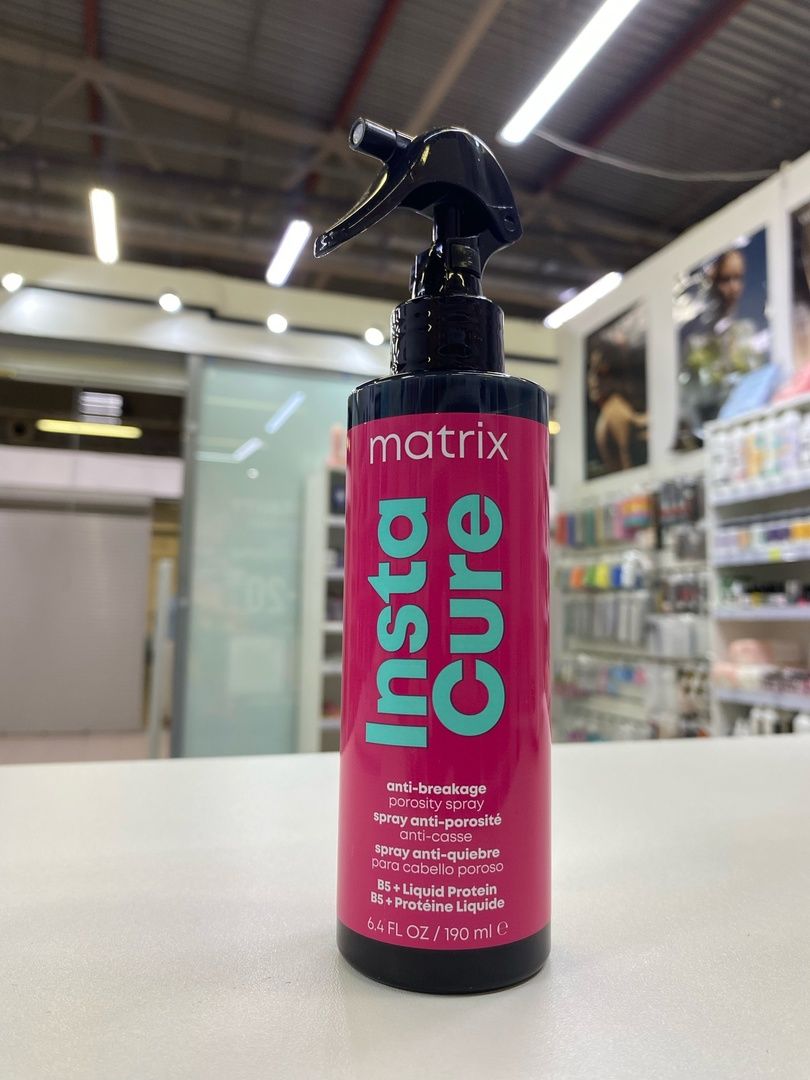 matrix
Insta
Cure
anti-breakage
porosity spray
spray anti-porosité
anti-casse
spray anti-quiebre
para cabello poroso
B5 + Liquid Protein
B5 + Protéine Liquide
6.4 FL OZ / 190 ml ℮